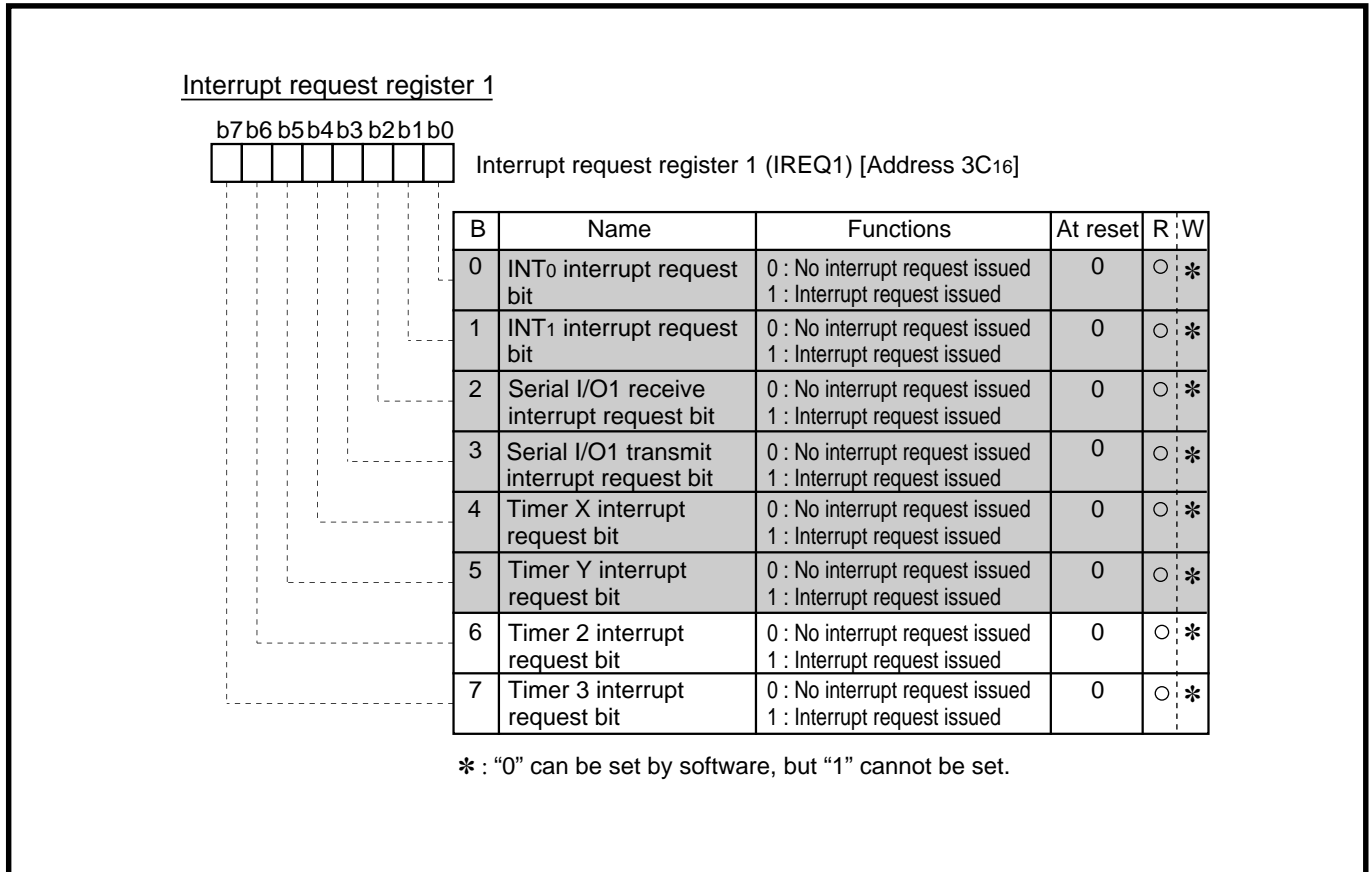 Interrupt request register 1
b7 b6 b5 b4 b3 b2 b1 b0
Interrupt request register 1 (IREQ1) [Address 3C16]
B Name Functions At reset R W
0 INT0 interrupt request bit 0 : No interrupt request issued 1 : Interrupt request issued 0 ○ ✻
1 INT1 interrupt request bit 0 : No interrupt request issued 1 : Interrupt request issued 0 ○ ✻
2 Serial I/O1 receive interrupt request bit 0 : No interrupt request issued 1 : Interrupt request issued 0 ○ ✻
3 Serial I/O1 transmit interrupt request bit 0 : No interrupt request issued 1 : Interrupt request issued 0 ○ ✻
4 Timer X interrupt request bit 0 : No interrupt request issued 1 : Interrupt request issued 0 ○ ✻
5 Timer Y interrupt request bit 0 : No interrupt request issued 1 : Interrupt request issued 0 ○ ✻
6 Timer 2 interrupt request bit 0 : No interrupt request issued 1 : Interrupt request issued 0 ○ ✻
7 Timer 3 interrupt request bit 0 : No interrupt request issued 1 : Interrupt request issued 0 ○ ✻
✻ : “0” can be set by software, but “1” cannot be set.